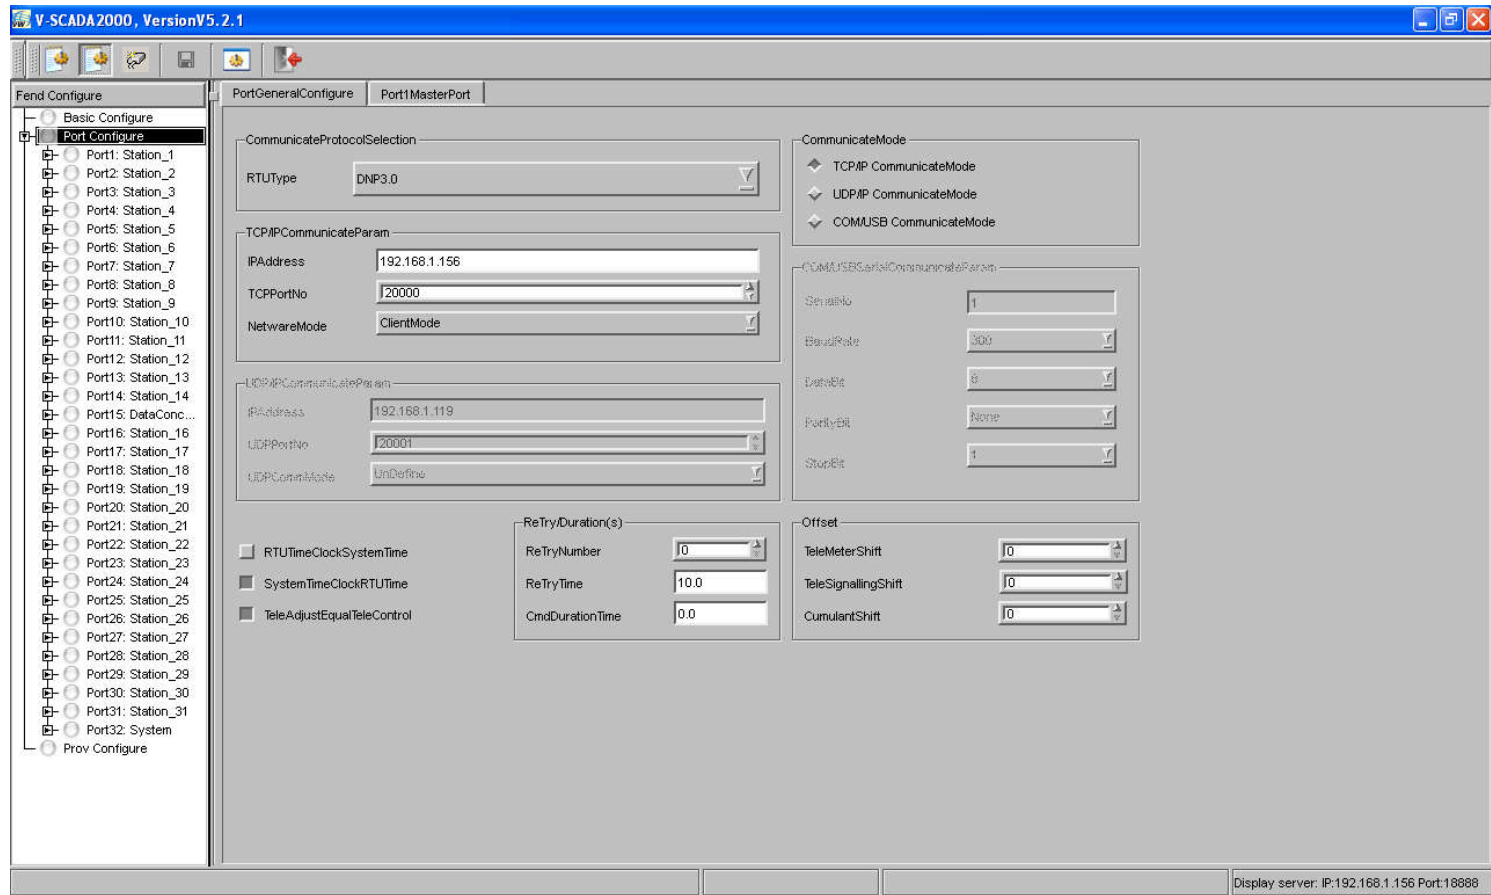 V-SCADA2000, VersionV5.2.1
Fend Configure
Basic Configure
Port Configure
Port1: Station_1
Port2: Station_2
Port3: Station_3
Port4: Station_4
Port5: Station_5
Port6: Station_6
Port7: Station_7
Port8: Station_8
Port9: Station_9
Port10: Station_10
Port11: Station_11
Port12: Station_12
Port13: Station_13
Port14: Station_14
Port15: DataConc...
Port16: Station_16
Port17: Station_17
Port18: Station_18
Port19: Station_19
Port20: Station_20
Port21: Station_21
Port22: Station_22
Port23: Station_23
Port24: Station_24
Port25: Station_25
Port26: Station_26
Port27: Station_27
Port28: Station_28
Port29: Station_29
Port30: Station_30
Port31: Station_31
Port32: System
Prov Configure
PortGeneralConfigure Port1MasterPort
CommunicateProtocolSelection
RTUType DNP3.0
TCP/IPCommunicateParam
IPAddress 192.168.1.156
TCPPortNo 20000
NetwareMode ClientMode
UDP/IPCommunicateParam
IPAddress 192.168.1.119
UDPPortNo 20001
UDPCommMode UnDefine
CommunicateMode
TCP/IP CommunicateMode
UDP/IP CommunicateMode
COM/USB CommunicateMode
COM/USBSerialCommunicateParam
SerialNo 1
BaudRate 300
DataBit 8
ParityBit None
StopBit 1
RTUTimeClockSystemTime
SystemTimeClockRTUTime
TeleAdjustEqualTeleControl
ReTry/Duration(s)
ReTryNumber 0
ReTryTime 10.0
CmdDurationTime 0.0
Offset
TeleMeterShift 0
TeleSignallingShift 0
CumulantShift 0
Display server: IP:192.168.1.156 Port:18888